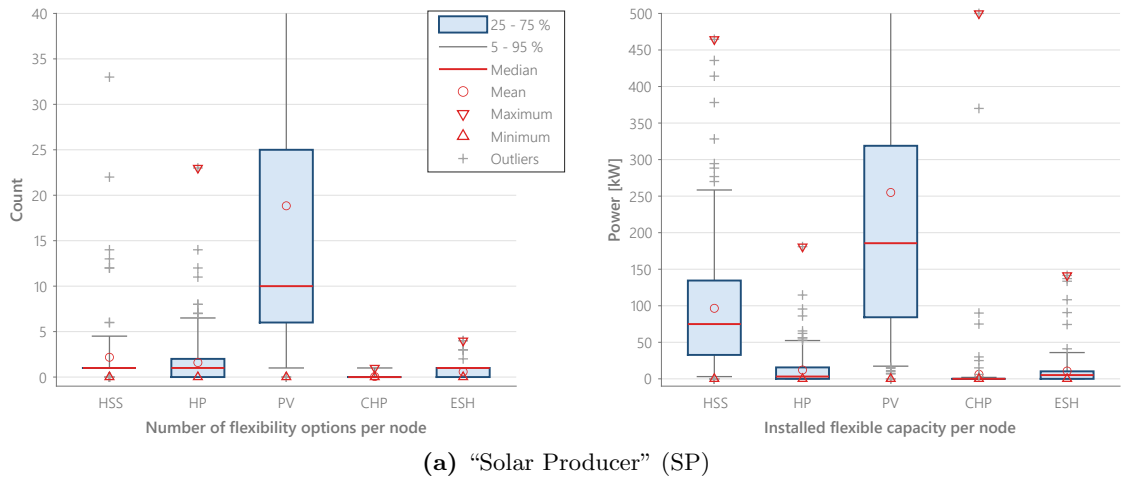 40
35
30
25
20
15
10
5
0
Count
25 - 75 %
5 - 95 %
Median
Mean
Maximum
Minimum
Outliers
HSS HP PV CHP ESH
Number of flexibility options per node
500
450
400
350
300
250
200
150
100
50
0
Power [kW]
HSS HP PV CHP ESH
Installed flexible capacity per node
(a) “Solar Producer” (SP)